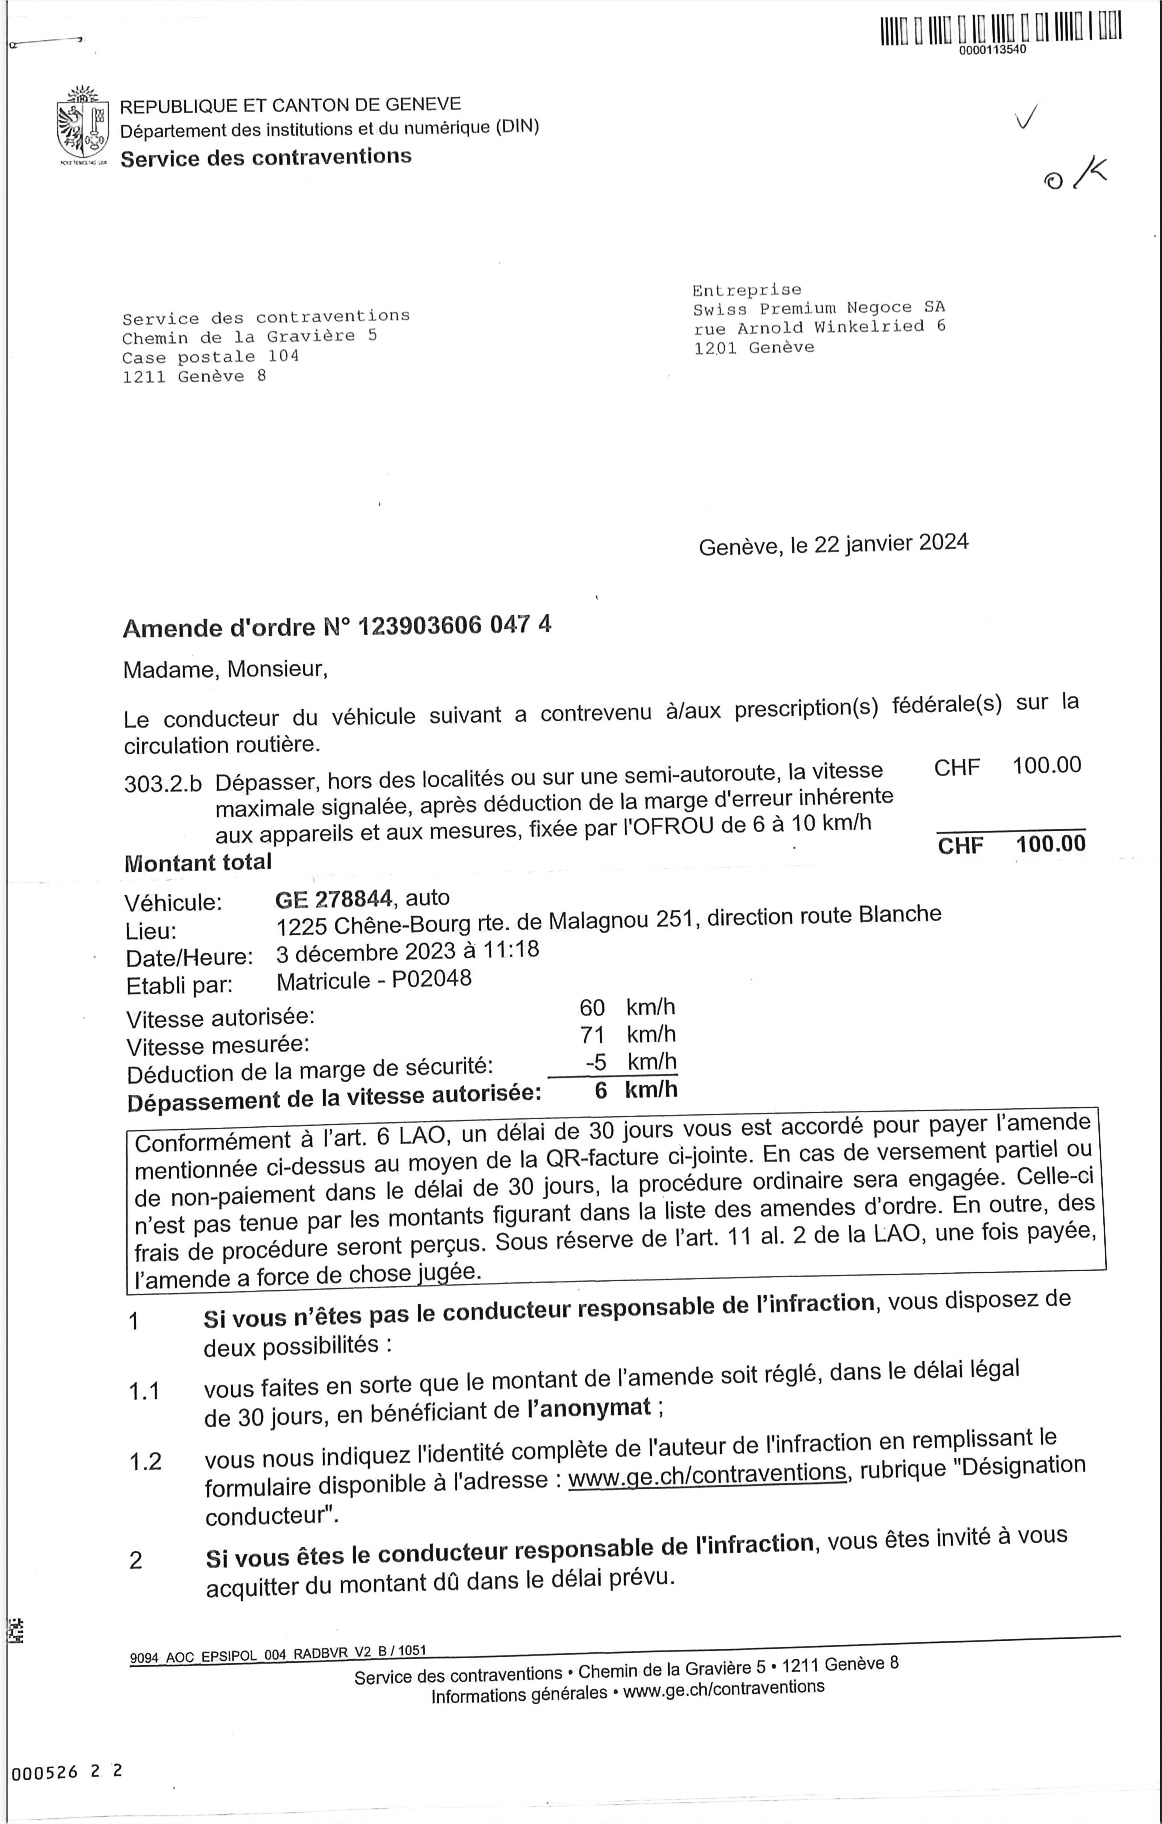 0000113540
REPUBLIQUE ET CANTON DE GENEVE
Département des institutions et du numérique (DIN)
Service des contraventions
POST TENEBRAS LUX
OK
Entreprise
Swiss Premium Negoce SA
rue Arnold Winkelried 6
1201 Genève
Service des contraventions
Chemin de la Gravière 5
Case postale 104
1211 Genève 8
Genève, le 22 janvier 2024
Amende d'ordre N° 123903606 047 4
Madame, Monsieur,
Le conducteur du véhicule suivant a contrevenu à/aux prescription(s) fédérale(s) sur la
circulation routière.
303.2.b Dépasser, hors des localités ou sur une semi-autoroute, la vitesse CHF 100.00
maximale signalée, après déduction de la marge d'erreur inhérente
aux appareils et aux mesures, fixée par l'OFROU de 6 à 10 km/h
Montant total CHF 100.00
Véhicule: GE 278844, auto
Lieu: 1225 Chêne-Bourg rte. de Malagnou 251, direction route Blanche
Date/Heure: 3 décembre 2023 à 11:18
Etabli par: Matricule - P02048
Vitesse autorisée: 60 km/h
Vitesse mesurée: 71 km/h
Déduction de la marge de sécurité: -5 km/h
Dépassement de la vitesse autorisée: 6 km/h
Conformément à l'art. 6 LAO, un délai de 30 jours vous est accordé pour payer l'amende
mentionnée ci-dessus au moyen de la QR-facture ci-jointe. En cas de versement partiel ou
de non-paiement dans le délai de 30 jours, la procédure ordinaire sera engagée. Celle-ci
n'est pas tenue par les montants figurant dans la liste des amendes d'ordre. En outre, des
frais de procédure seront perçus. Sous réserve de l'art. 11 al. 2 de la LAO, une fois payée,
l'amende a force de chose jugée.
1 Si vous n'êtes pas le conducteur responsable de l'infraction, vous disposez de
deux possibilités :
1.1 vous faites en sorte que le montant de l'amende soit réglé, dans le délai légal
de 30 jours, en bénéficiant de l'anonymat ;
1.2 vous nous indiquez l'identité complète de l'auteur de l'infraction en remplissant le
formulaire disponible à l'adresse : www.ge.ch/contraventions, rubrique "Désignation
conducteur".
2 Si vous êtes le conducteur responsable de l'infraction, vous êtes invité à vous
acquitter du montant dû dans le délai prévu.
9094_AOC_EPSIPOL_004_RADBVR_V2_B / 1051
Service des contraventions • Chemin de la Gravière 5 • 1211 Genève 8
Informations générales • www.ge.ch/contraventions
000526 2 2